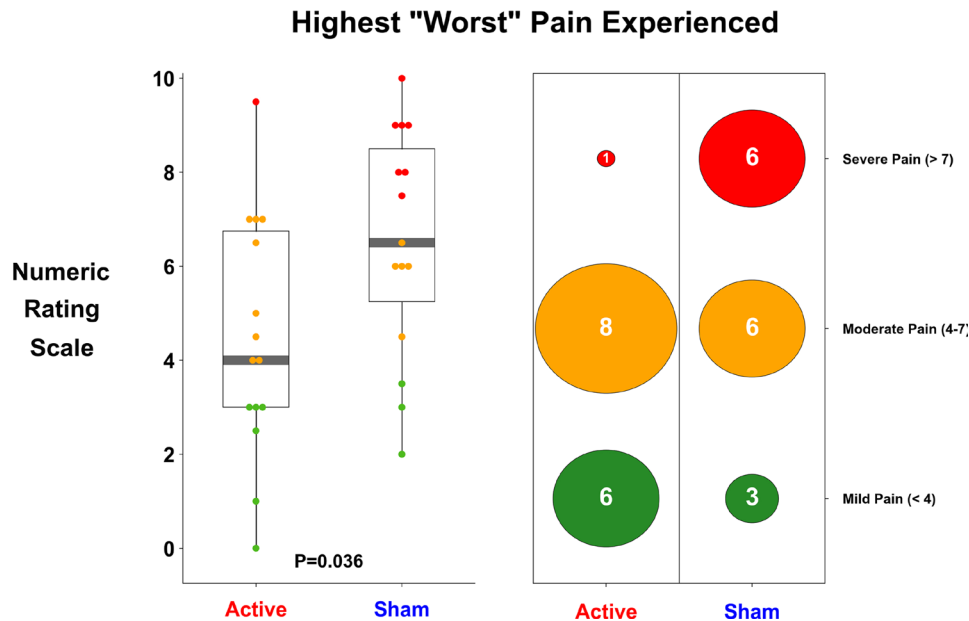 Highest "Worst" Pain Experienced
Numeric
Rating
Scale
10
8
6
4
2
0
P=0.036
Active
Sham
1
6
Severe Pain (> 7)
8
6
Moderate Pain (4-7)
6
3
Mild Pain (< 4)
Active
Sham